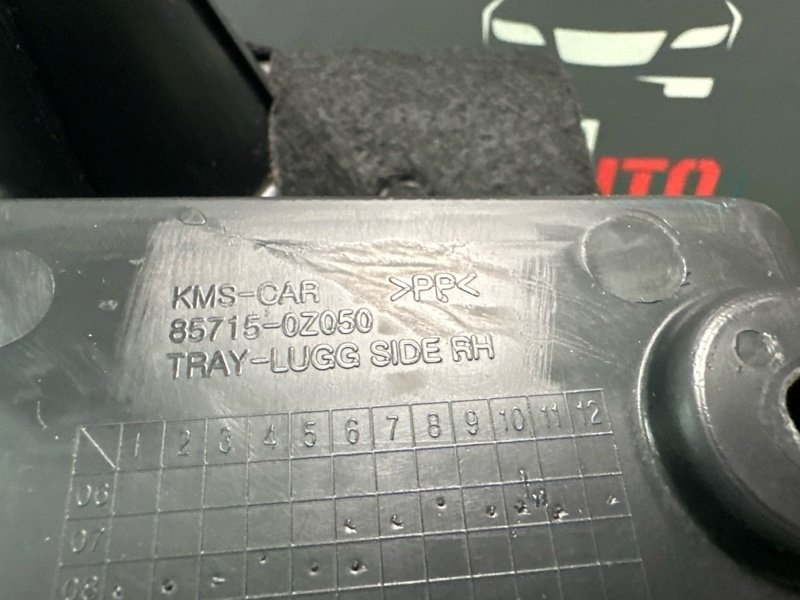 UTO
KMS-CAR >PP<
85715-0Z050
TRAY-LUGG SIDE RH
1 2 3 4 5 6 7 8 9 10 11 12
06
07
08